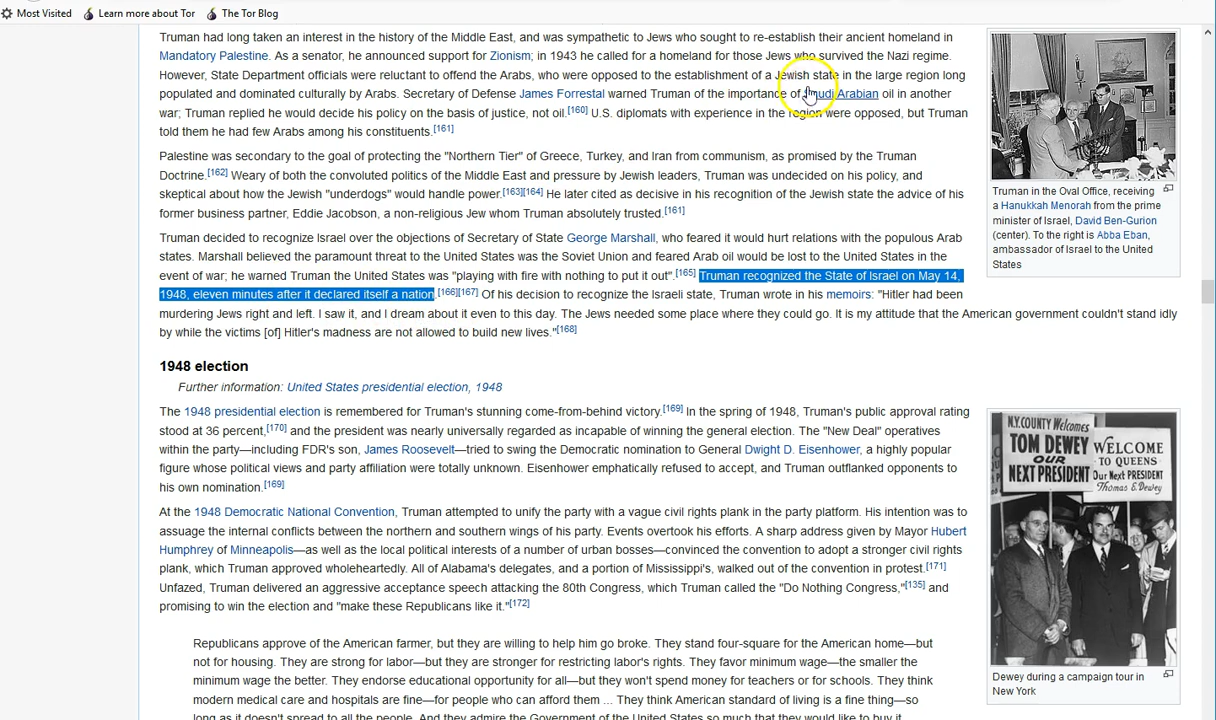 Most Visited Learn more about Tor The Tor Blog
Truman had long taken an interest in the history of the Middle East, and was sympathetic to Jews who sought to re-establish their ancient homeland in
Mandatory Palestine. As a senator, he announced support for Zionism; in 1943 he called for a homeland for those Jews who survived the Nazi regime.
However, State Department officials were reluctant to offend the Arabs, who were opposed to the establishment of a Jewish state in the large region long
populated and dominated culturally by Arabs. Secretary of Defense James Forrestal warned Truman of the importance of Saudi Arabian oil in another
war; Truman replied he would decide his policy on the basis of justice, not oil.[160] U.S. diplomats with experience in the region were opposed, but Truman
told them he had few Arabs among his constituents.[161]
Palestine was secondary to the goal of protecting the "Northern Tier" of Greece, Turkey, and Iran from communism, as promised by the Truman
Doctrine.[162] Weary of both the convoluted politics of the Middle East and pressure by Jewish leaders, Truman was undecided on his policy, and
skeptical about how the Jewish "underdogs" would handle power.[163][164] He later cited as decisive in his recognition of the Jewish state the advice of his
former business partner, Eddie Jacobson, a non-religious Jew whom Truman absolutely trusted.[161]
Truman decided to recognize Israel over the objections of Secretary of State George Marshall, who feared it would hurt relations with the populous Arab
states. Marshall believed the paramount threat to the United States was the Soviet Union and feared Arab oil would be lost to the United States in the
event of war; he warned Truman the United States was "playing with fire with nothing to put it out".[165] Truman recognized the State of Israel on May 14,
1948, eleven minutes after it declared itself a nation.[166][167] Of his decision to recognize the Israeli state, Truman wrote in his memoirs: "Hitler had been
murdering Jews right and left. I saw it, and I dream about it even to this day. The Jews needed some place where they could go. It is my attitude that the American government couldn't stand idly
by while the victims [of] Hitler's madness are not allowed to build new lives."[168]
Truman in the Oval Office, receiving
a Hanukkah Menorah from the prime
minister of Israel, David Ben-Gurion
(center). To the right is Abba Eban,
ambassador of Israel to the United
States
1948 election
Further information: United States presidential election, 1948
The 1948 presidential election is remembered for Truman's stunning come-from-behind victory.[169] In the spring of 1948, Truman's public approval rating
stood at 36 percent,[170] and the president was nearly universally regarded as incapable of winning the general election. The "New Deal" operatives
within the party—including FDR's son, James Roosevelt—tried to swing the Democratic nomination to General Dwight D. Eisenhower, a highly popular
figure whose political views and party affiliation were totally unknown. Eisenhower emphatically refused to accept, and Truman outflanked opponents to
his own nomination.[169]
At the 1948 Democratic National Convention, Truman attempted to unify the party with a vague civil rights plank in the party platform. His intention was to
assuage the internal conflicts between the northern and southern wings of his party. Events overtook his efforts. A sharp address given by Mayor Hubert
Humphrey of Minneapolis—as well as the local political interests of a number of urban bosses—convinced the convention to adopt a stronger civil rights
plank, which Truman approved wholeheartedly. All of Alabama's delegates, and a portion of Mississippi's, walked out of the convention in protest.[171]
Unfazed, Truman delivered an aggressive acceptance speech attacking the 80th Congress, which Truman called the "Do Nothing Congress,"[135] and
promising to win the election and "make these Republicans like it."[172]
N.Y. COUNTY Welcomes
TOM DEWEY
OUR
NEXT PRESIDENT
WELCOME
TO QUEENS
Our Next PRESIDENT
Thomas E. Dewey
Dewey during a campaign tour in
New York
Republicans approve of the American farmer, but they are willing to help him go broke. They stand four-square for the American home—but
not for housing. They are strong for labor—but they are stronger for restricting labor's rights. They favor minimum wage—the smaller the
minimum wage the better. They endorse educational opportunity for all—but they won't spend money for teachers or for schools. They think
modern medical care and hospitals are fine—for people who can afford them ... They think American standard of living is a fine thing—so
long as it doesn't spread to all the people. And they admire the Government of the United States so much that they would like to buy it.